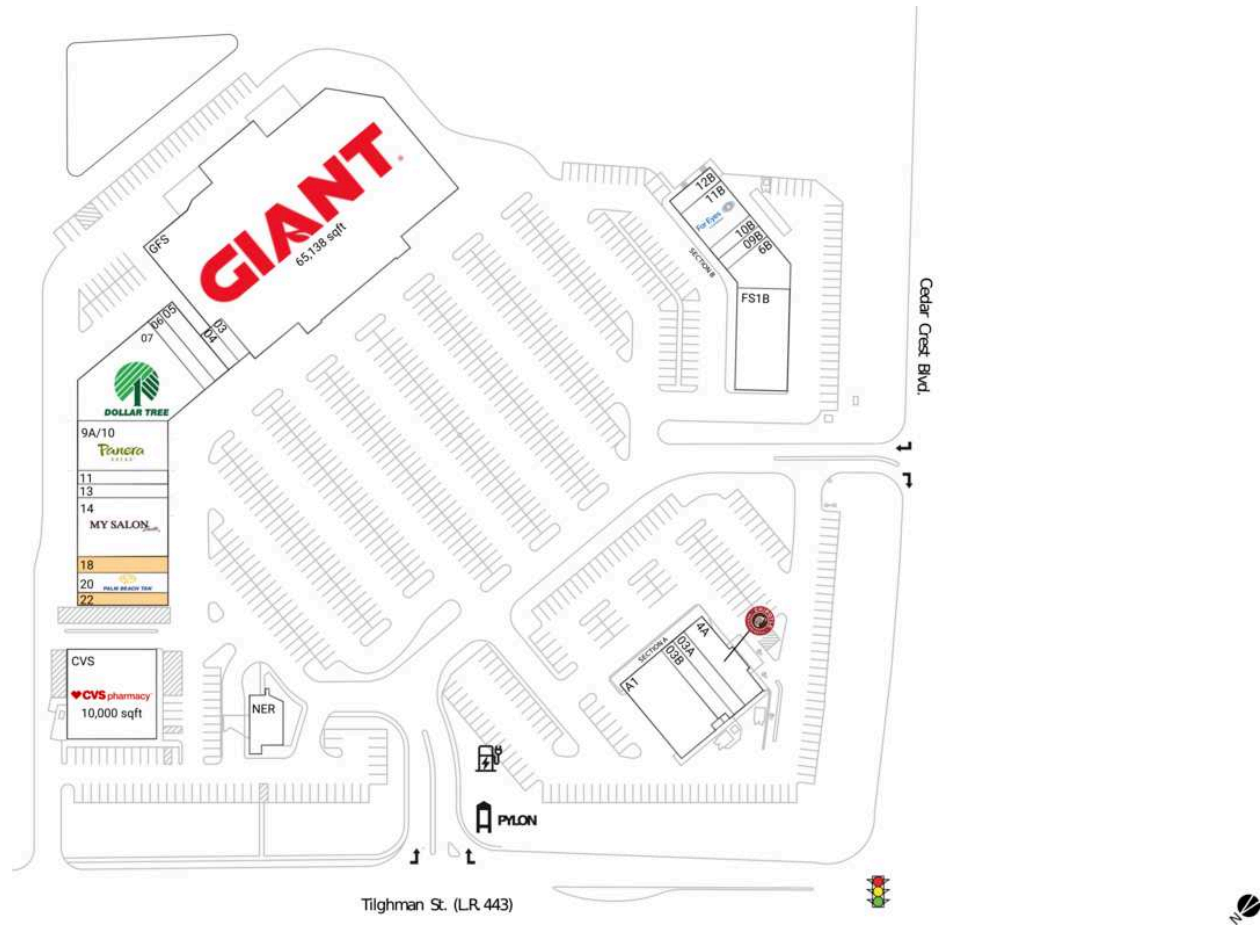 GIANT
65,138 sqft
GFS
03
04
05
06
07
DOLLAR TREE
9A/10
Panera
11
13
14
MY SALON
18
20
PALM BEACH TAN
22
CVS
CVS pharmacy
10,000 sqft
NER
12B
11B
For Eyes
10B
09B
6B
SECTION B
FS1B
Cedar Crest Blvd.
SECTION A
4A
03A
03B
A1
PYLON
Tilghman St. (L.R. 443)
N